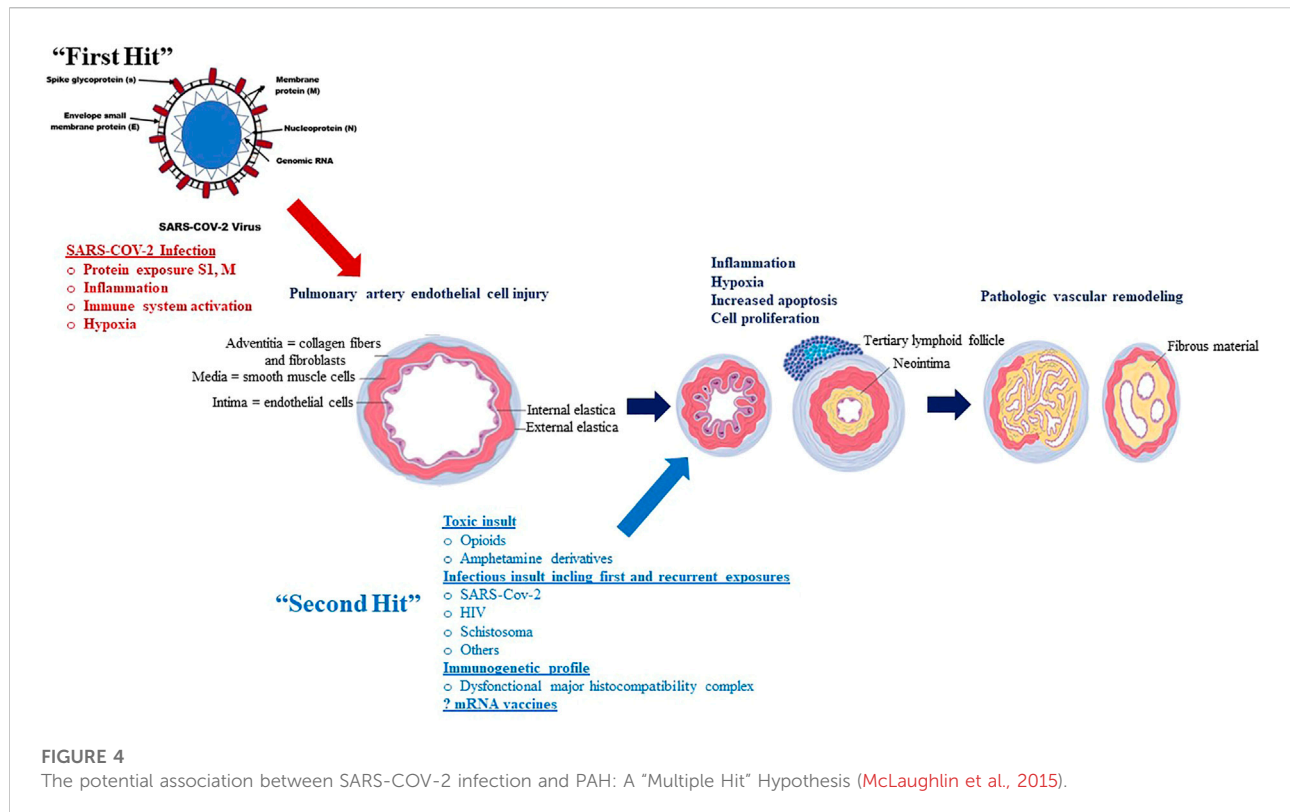 “First Hit”
Spike glycoprotein (s)
Membrane
protein (M)
Envelope small
membrane protein (E)
Nucleoprotein (N)
Genomic RNA
SARS-COV-2 Virus
SARS-COV-2 Infection
○ Protein exposure S1, M
○ Inflammation
○ Immune system activation
○ Hypoxia
Pulmonary artery endothelial cell injury
Adventitia = collagen fibers
and fibroblasts
Media = smooth muscle cells
Intima = endothelial cells
Internal elastica
External elastica
Inflammation
Hypoxia
Increased apoptosis
Cell proliferation
Tertiary lymphoid follicle
Neointima
Pathologic vascular remodeling
Fibrous material
“Second Hit”
Toxic insult
○ Opioids
○ Amphetamine derivatives
Infectious insult incling first and recurrent exposures
○ SARS-Cov-2
○ HIV
○ Schistosoma
○ Others
Immunogenetic profile
○ Dysfonctional major histocompatibility complex
? mRNA vaccines
FIGURE 4
The potential association between SARS-COV-2 infection and PAH: A “Multiple Hit” Hypothesis (McLaughlin et al., 2015).